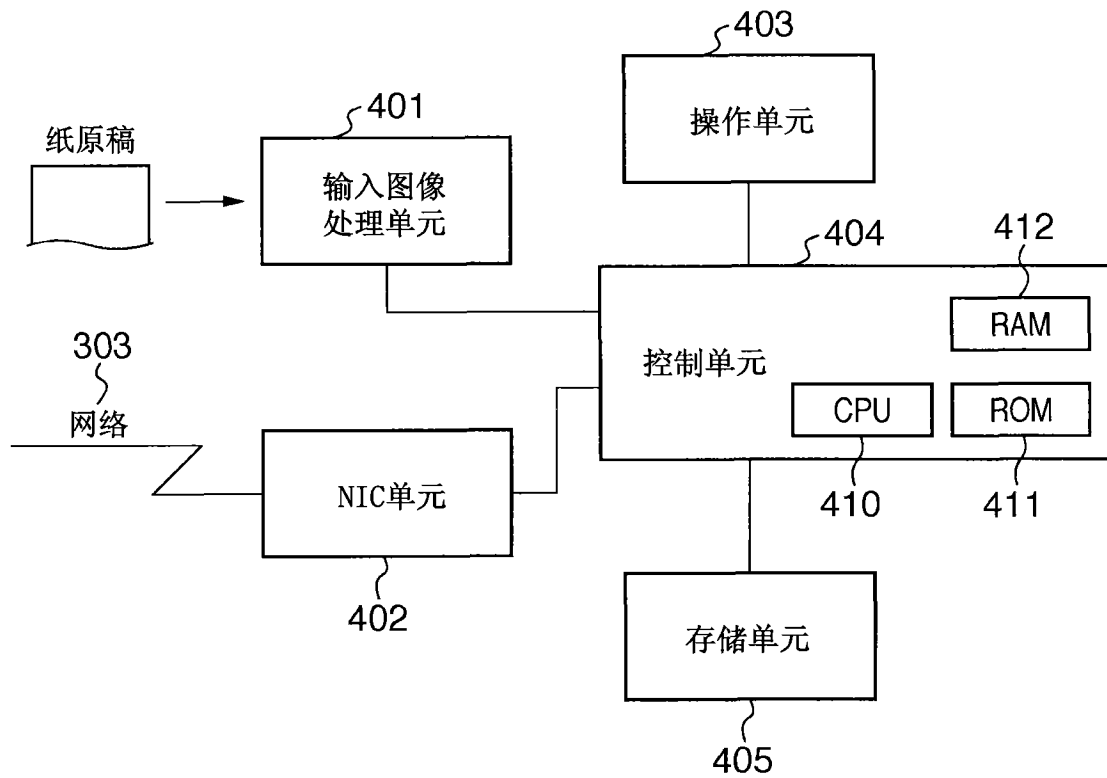 403
操作单元
401
纸原稿
输入图像
处理单元
404
412
RAM
控制单元
303
网络
CPU
ROM
410
411
NIC单元
402
存储单元
405